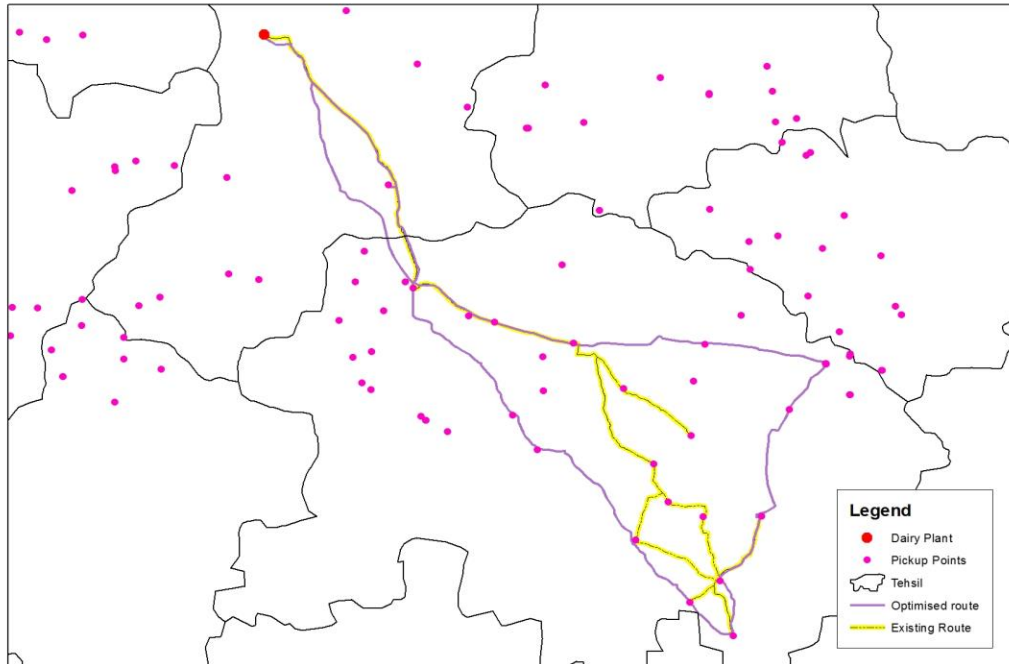 Legend
Dairy Plant
Pickup Points
Tehsil
Optimised route
Existing Route